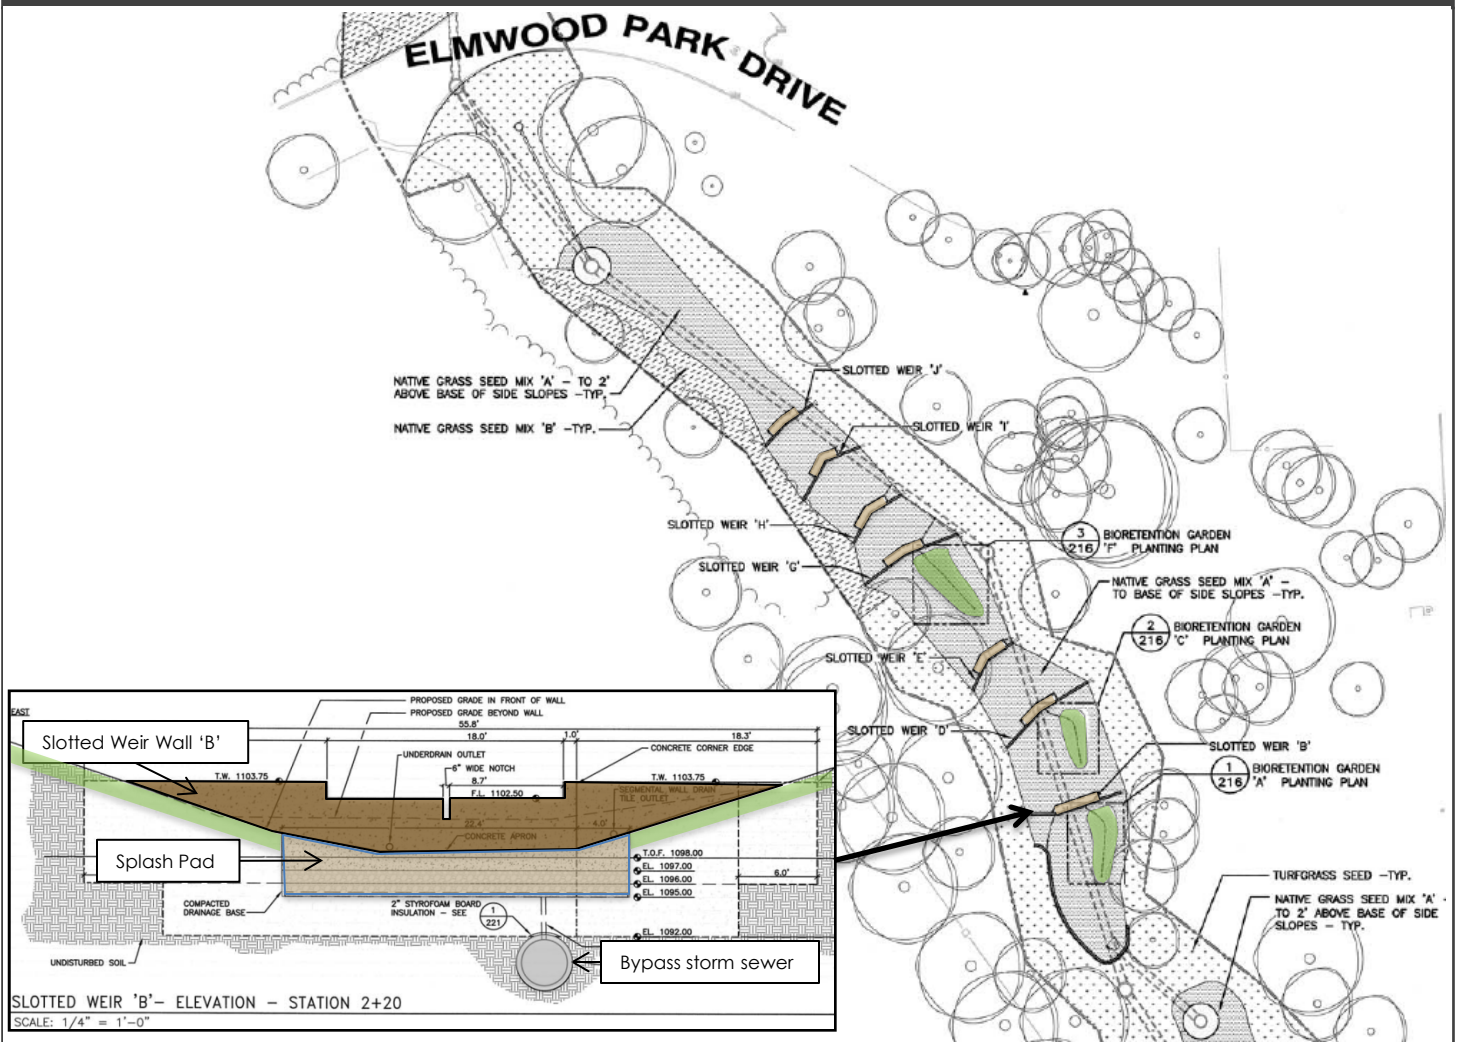 ELMWOOD PARK DRIVE
SLOTTED WEIR 'J'
NATIVE GRASS SEED MIX 'A' – TO 2'
ABOVE BASE OF SIDE SLOPES –TYP.
NATIVE GRASS SEED MIX 'B' –TYP.
SLOTTED WEIR 'I'
SLOTTED WEIR 'H'
3
216
BIORETENTION GARDEN
'F' PLANTING PLAN
SLOTTED WEIR 'G'
NATIVE GRASS SEED MIX 'A' –
TO BASE OF SIDE SLOPES –TYP.
2
216
BIORETENTION GARDEN
'C' PLANTING PLAN
SLOTTED WEIR 'E'
SLOTTED WEIR 'D'
SLOTTED WEIR 'B'
1
216
BIORETENTION GARDEN
'A' PLANTING PLAN
TURFGRASS SEED –TYP.
NATIVE GRASS SEED MIX 'A' -
TO 2' ABOVE BASE OF SIDE
SLOPES – TYP.
EAST
PROPOSED GRADE IN FRONT OF WALL
PROPOSED GRADE BEYOND WALL
55.8'
18.0'
1.0'
18.3'
Slotted Weir Wall 'B'
UNDERDRAIN OUTLET
CONCRETE CORNER EDGE
6" WIDE NOTCH
8.7'
T.W. 1103.75
T.W. 1103.75
F.L. 1102.50
SEGMENTAL WALL DRAIN
TILE OUTLET
22.4'
4.0'
CONCRETE APRON
Splash Pad
T.O.F. 1098.00
EL. 1097.00
EL. 1096.00
EL. 1095.00
6.0'
COMPACTED
DRAINAGE BASE
2" STYROFOAM BOARD
INSULATION – SEE
1
221
EL. 1092.00
UNDISTURBED SOIL
Bypass storm sewer
SLOTTED WEIR 'B'– ELEVATION – STATION 2+20
SCALE: 1/4" = 1'-0"